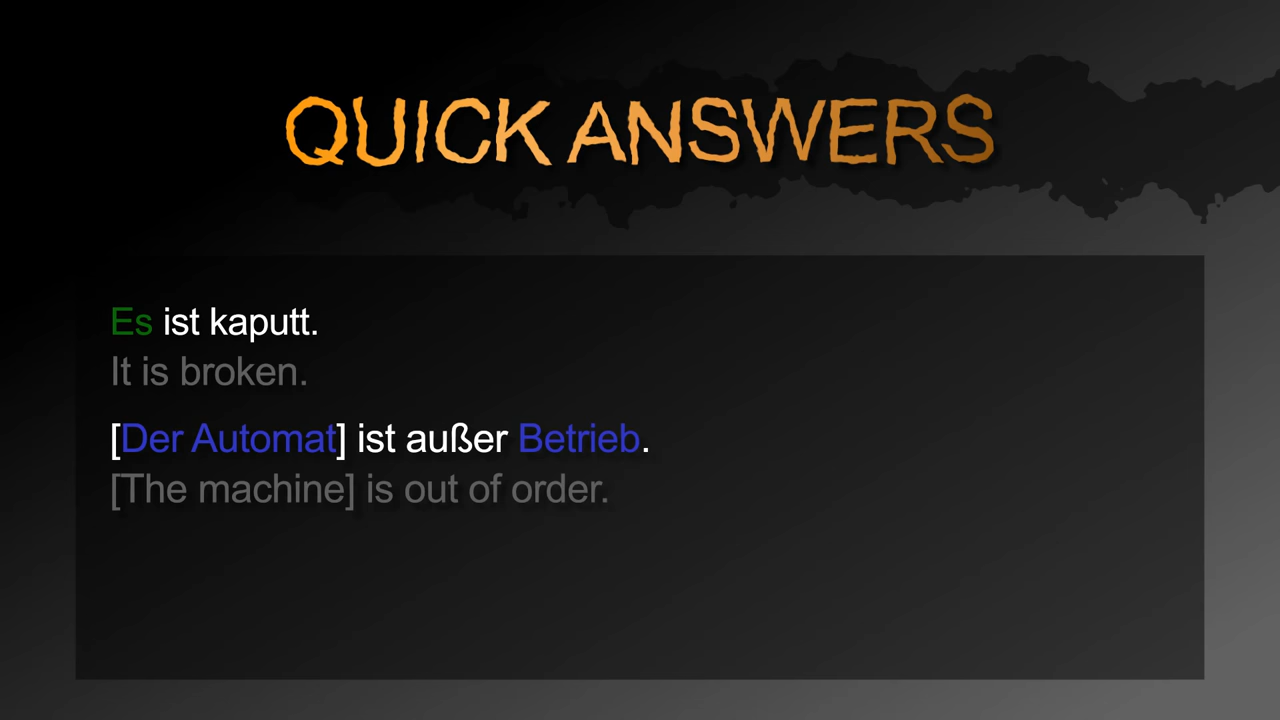 QUICK ANSWERS
Es ist kaputt.
It is broken.
[Der Automat] ist außer Betrieb.
[The machine] is out of order.